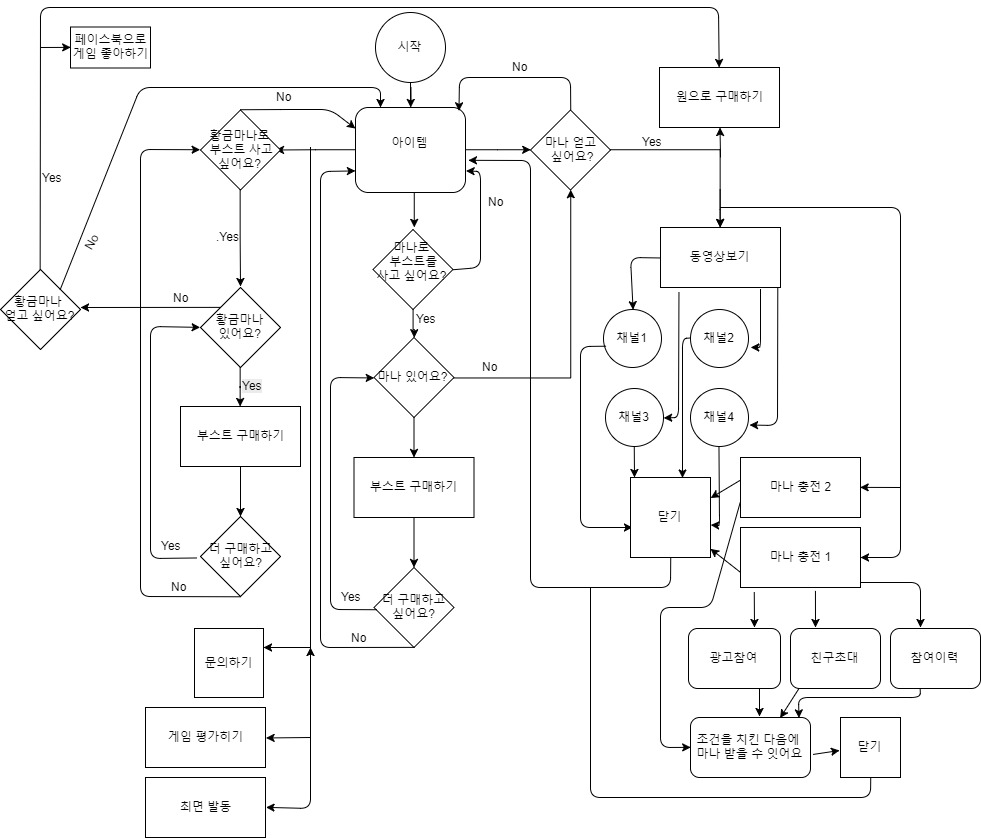 페이스북으로
게임 좋아하기
시작
No
No
No
원으로 구매하기
황금마나로
부스트 사고
싶어요?
아이템
마나 얻고
싶어요?
Yes
Yes
No
No
.Yes
마나로
부스트를
사고 싶어요?
동영상보기
황금마나
얻고 싶어요?
No
황금마나
있어요?
Yes
채널1
채널2
마나 있어요?
No
.Yes
채널3
채널4
부스트 구매하기
부스트 구매하기
마나 충전 2
닫기
더 구매하고
싶어요?
Yes
마나 충전 1
No
Yes
더 구매하고
싶어요?
No
문의하기
광고참여
친구초대
참여이력
게임 평가히기
조건을 치킨 다음에
마나 받을 수 잇어요
닫기
최면 발동